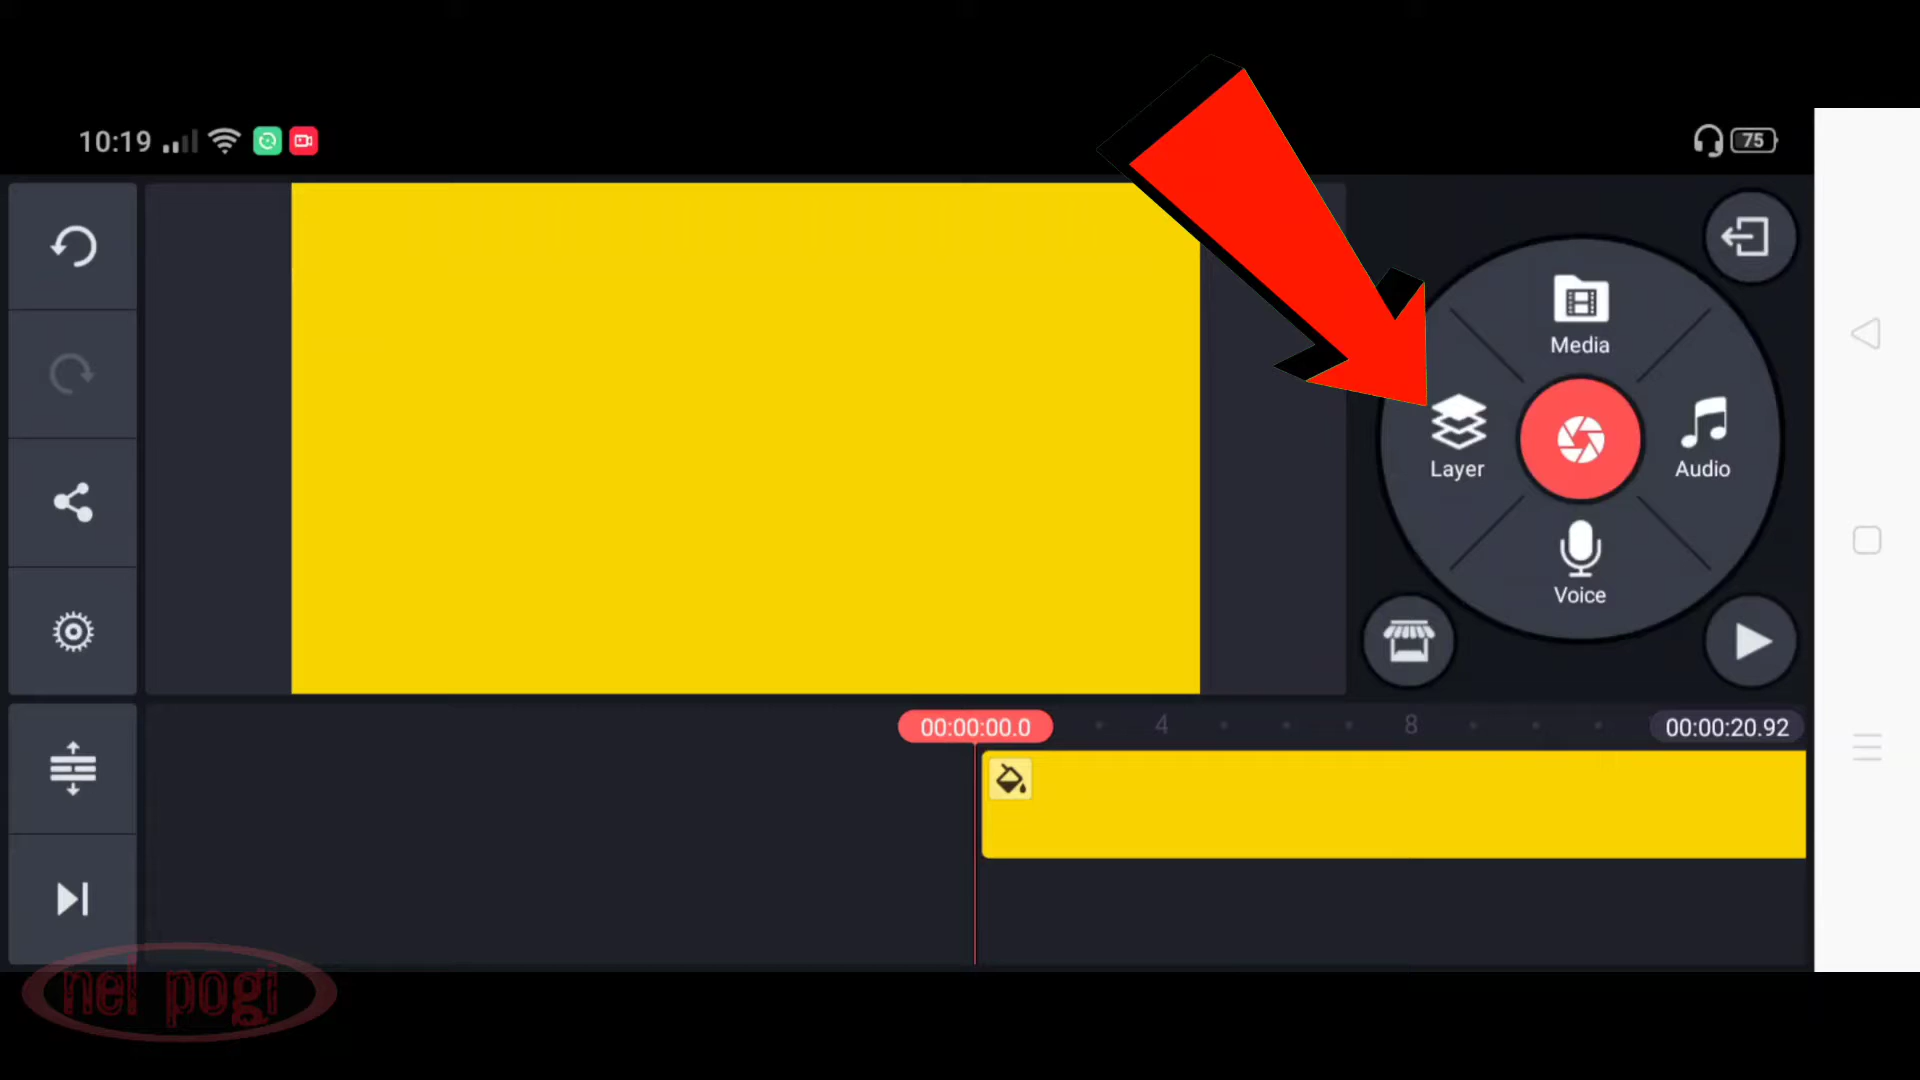 10:19
75
Media
Layer
Audio
Voice
00:00:00.0
4
8
00:00:20.92
nel pogi